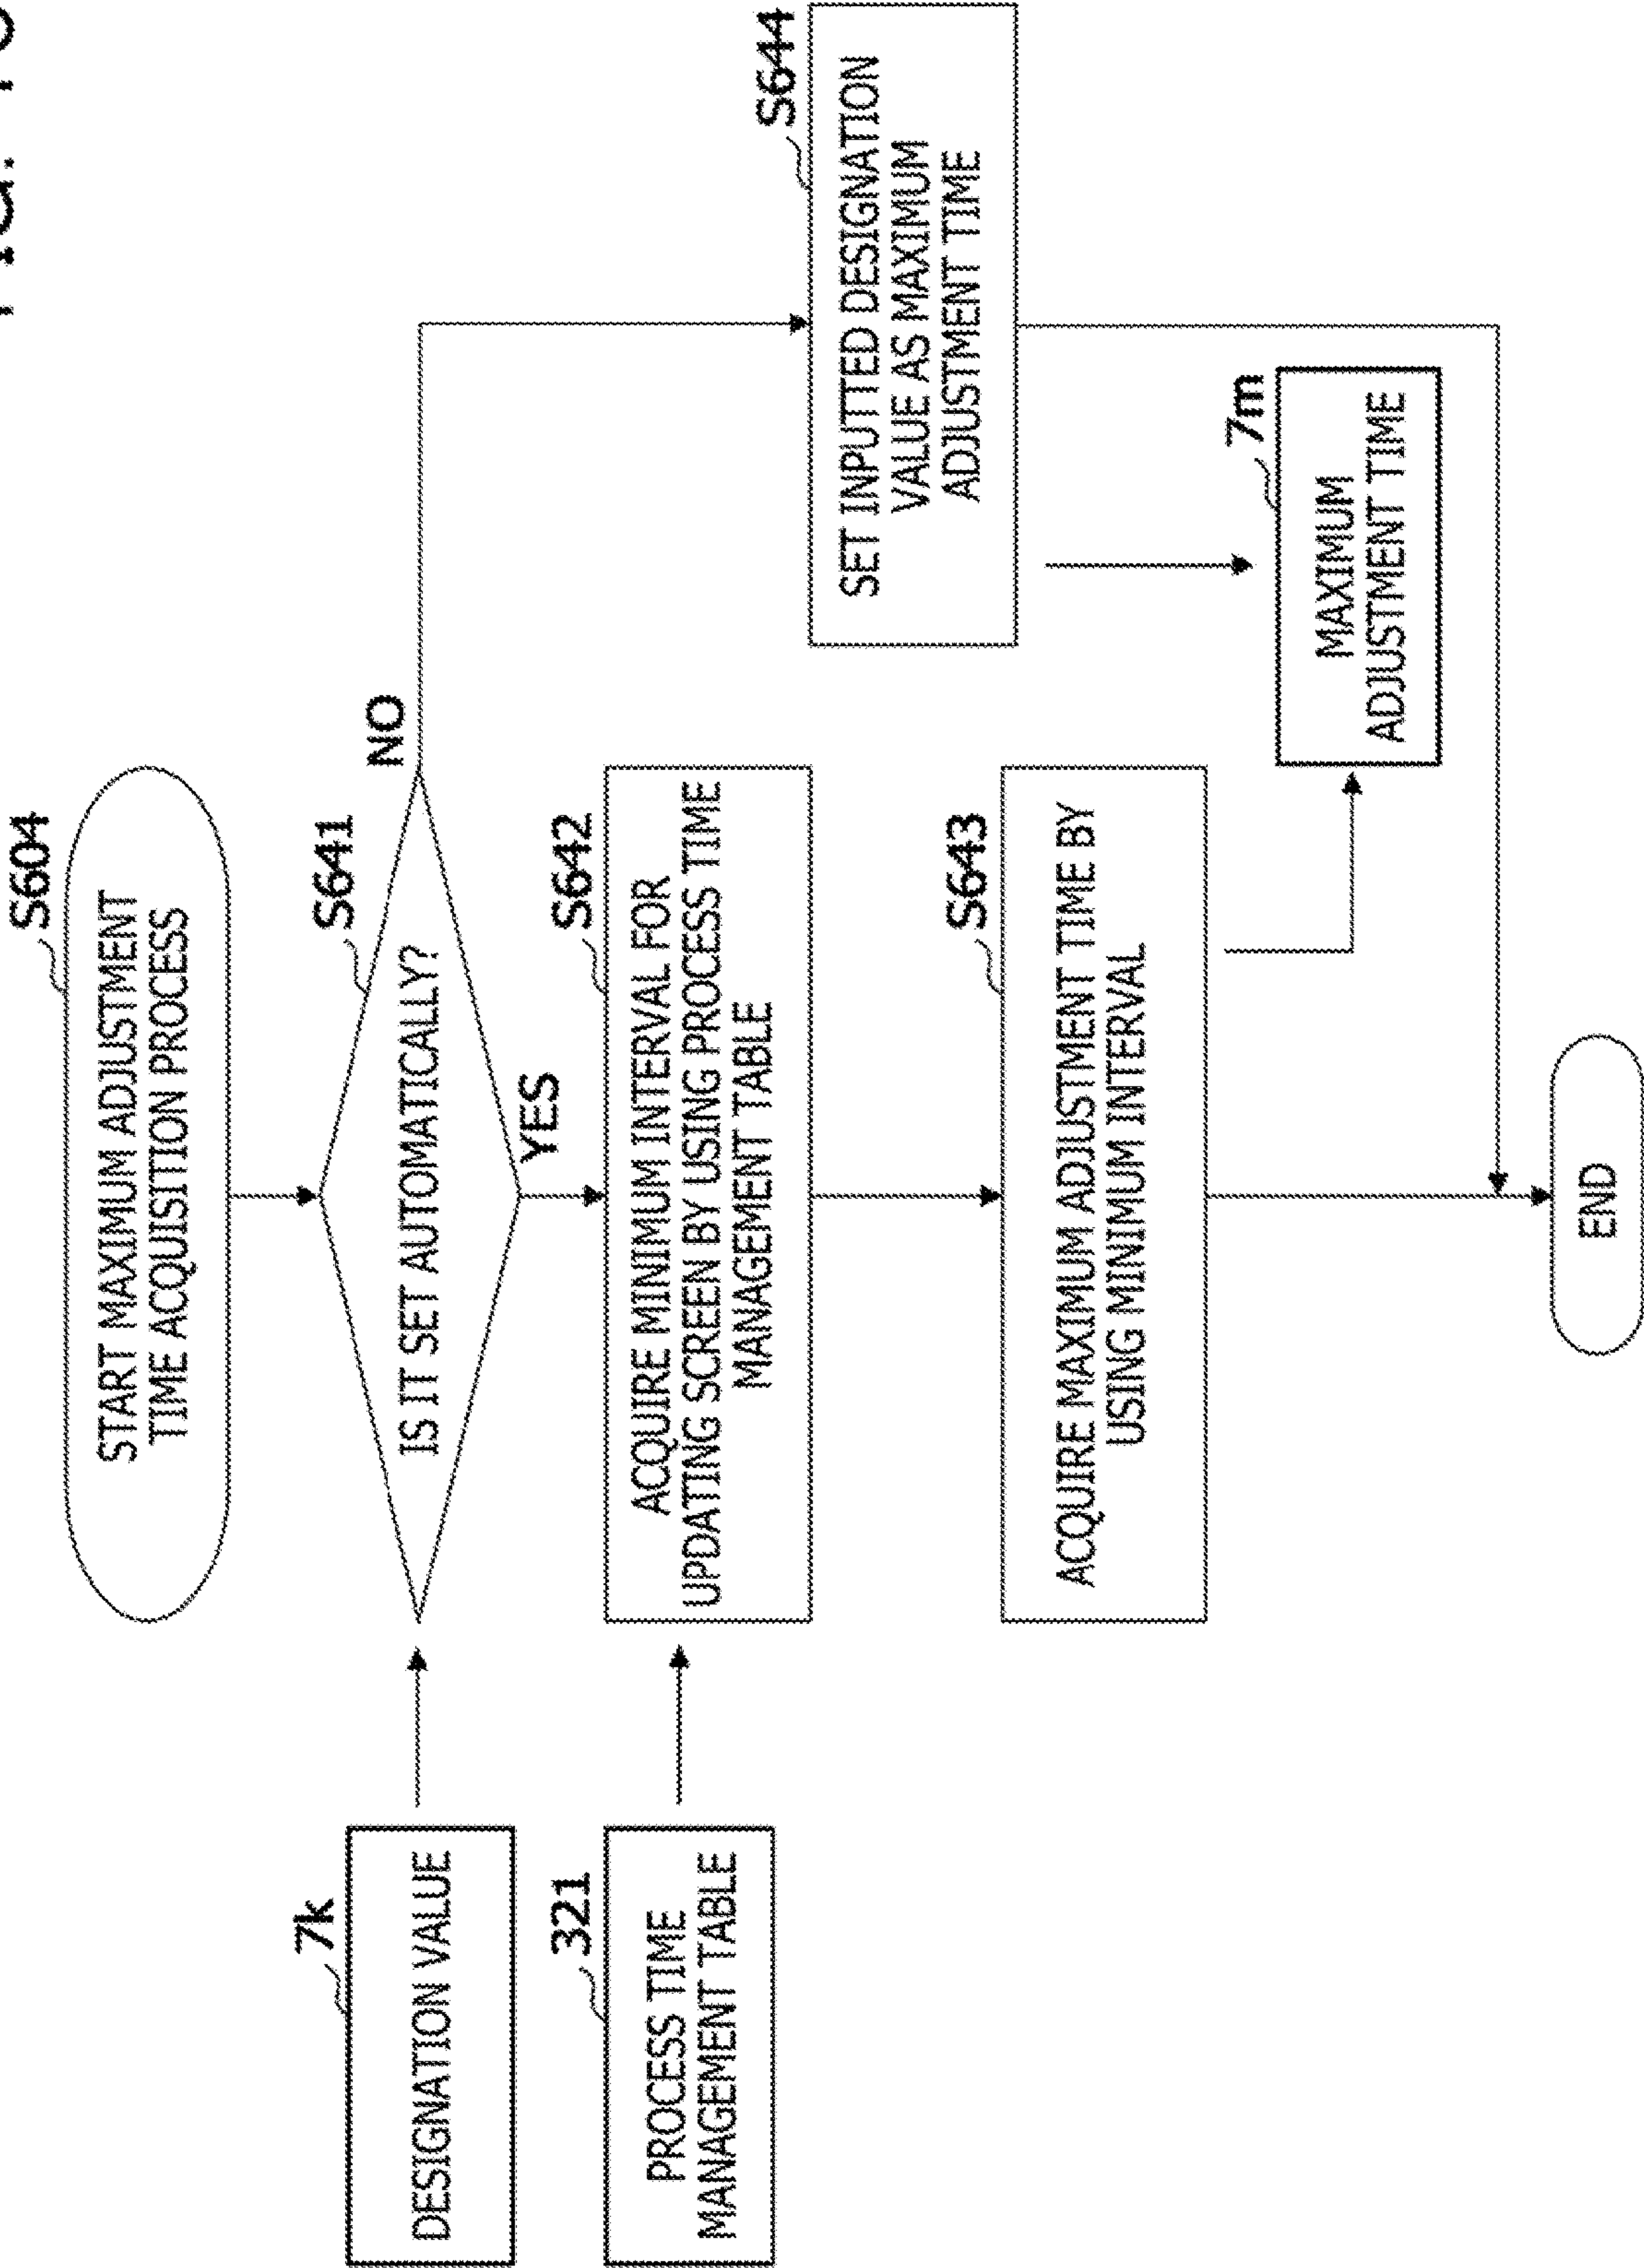 S604
START MAXIMUM ADJUSTMENT
TIME ACQUISITION PROCESS
7k
DESIGNATION VALUE
S641
IS IT SET AUTOMATICALLY?
NO
YES
321
PROCESS TIME
MANAGEMENT TABLE
S642
ACQUIRE MINIMUM INTERVAL FOR
UPDATING SCREEN BY USING PROCESS TIME
MANAGEMENT TABLE
S644
SET INPUTTED DESIGNATION
VALUE AS MAXIMUM
ADJUSTMENT TIME
S643
ACQUIRE MAXIMUM ADJUSTMENT TIME BY
USING MINIMUM INTERVAL
7m
MAXIMUM
ADJUSTMENT TIME
END